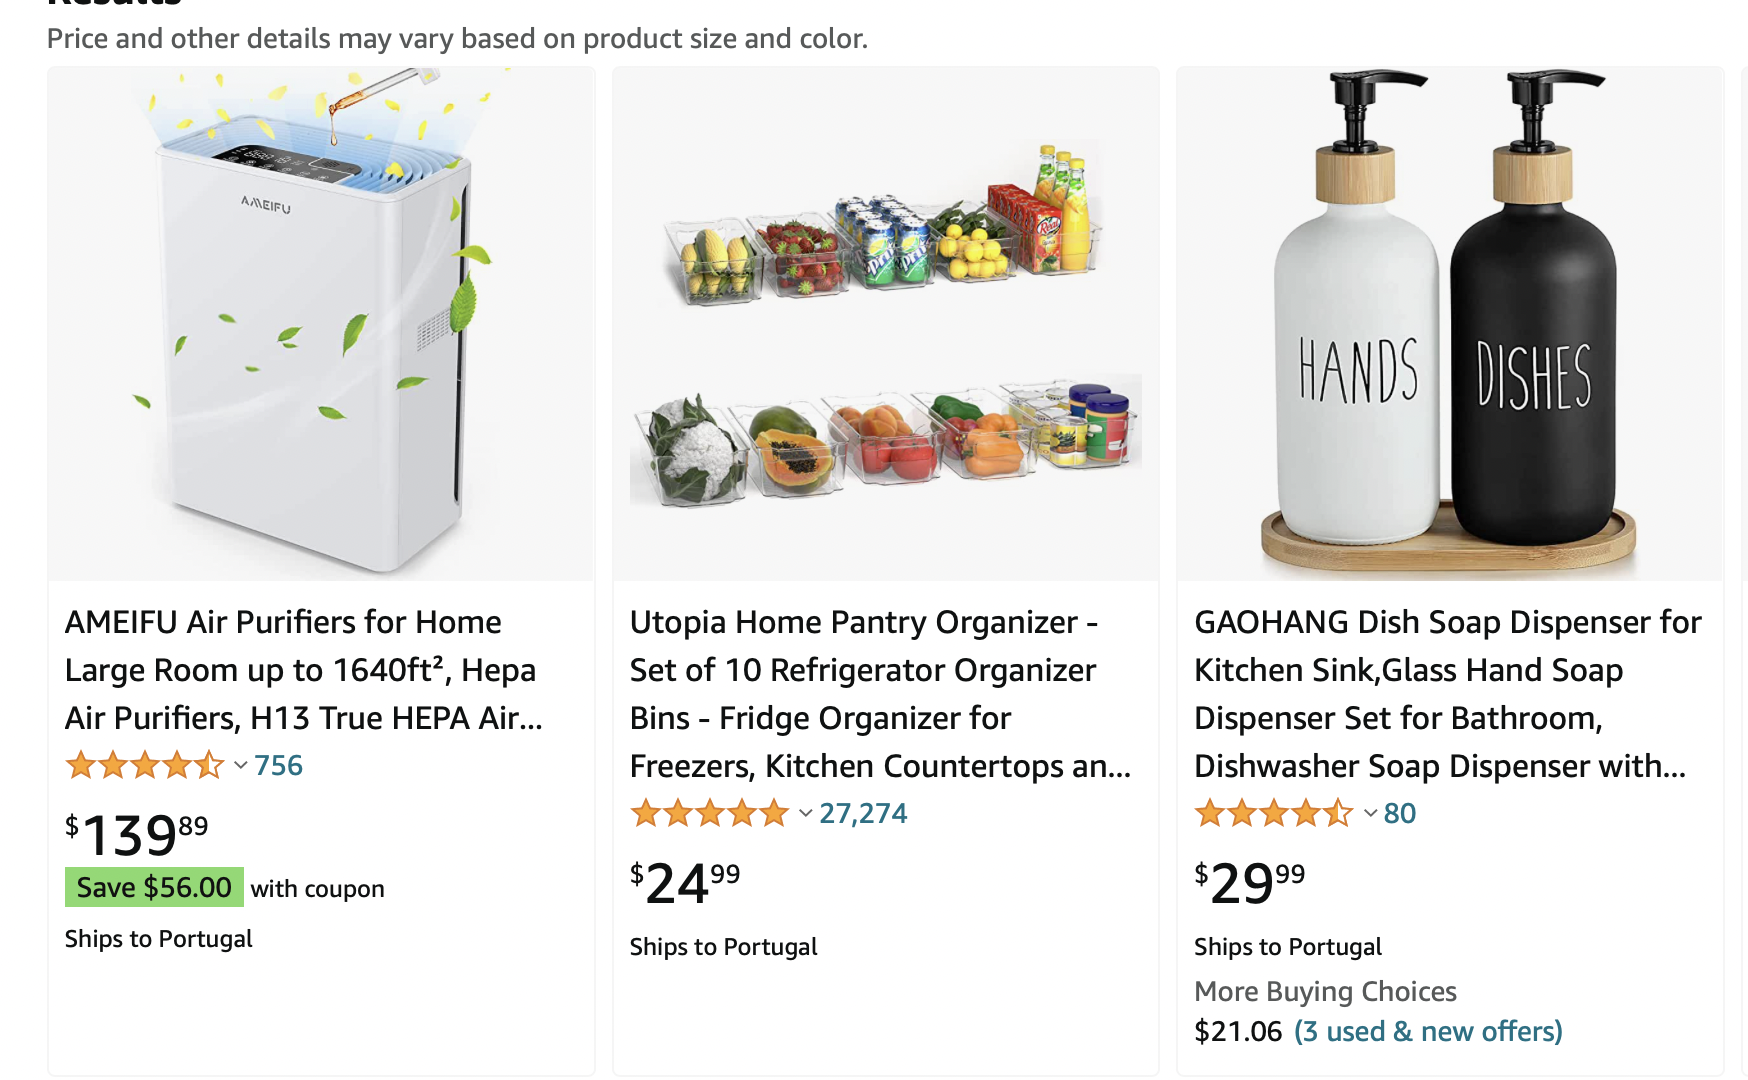 Results
Price and other details may vary based on product size and color.
AMEIFU
HANDS
DISHES
AMEIFU Air Purifiers for Home
Large Room up to 1640ft², Hepa
Air Purifiers, H13 True HEPA Air...
756
$139.89
Save $56.00 with coupon
Ships to Portugal
Utopia Home Pantry Organizer -
Set of 10 Refrigerator Organizer
Bins - Fridge Organizer for
Freezers, Kitchen Countertops an...
27,274
$24.99
Ships to Portugal
GAOHANG Dish Soap Dispenser for
Kitchen Sink,Glass Hand Soap
Dispenser Set for Bathroom,
Dishwasher Soap Dispenser with...
80
$29.99
Ships to Portugal
More Buying Choices
$21.06 (3 used & new offers)